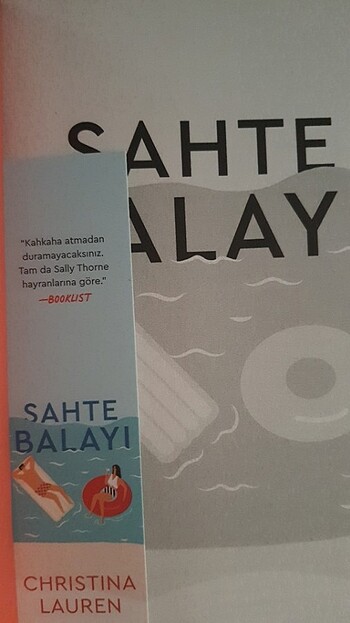 SAHTE
BALAY
"Kahkaha atmadan
duramayacaksınız.
Tam da Sally Thorne
hayranlarına göre."
—BOOKLIST
SAHTE
BALAYI
CHRISTINA
LAUREN